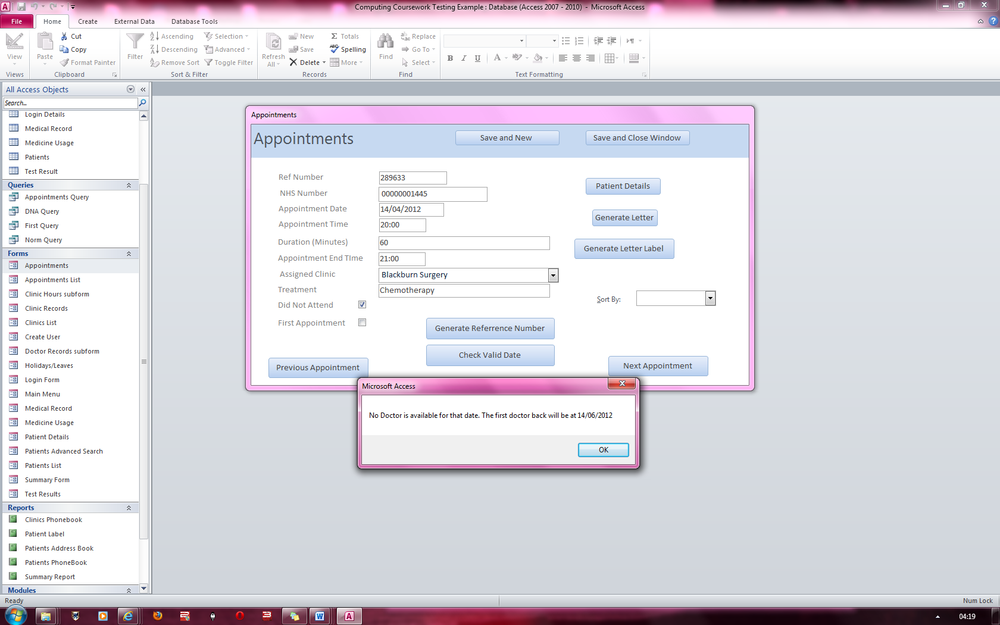 Computing Coursework Testing Example : Database (Access 2007 - 2010) - Microsoft Access
File Home Create External Data Database Tools
View
Views
Paste
Cut
Copy
Format Painter
Clipboard
Filter
Ascending
Descending
Remove Sort
Selection
Advanced
Toggle Filter
Sort & Filter
Refresh
All
New
Save
Delete
Totals
Spelling
More
Records
Find
Replace
Go To
Select
Find
B I U
Text Formatting
All Access Objects
Search...
Login Details
Medical Record
Medicine Usage
Patients
Test Result
Queries
Appointments Query
DNA Query
First Query
Norm Query
Forms
Appointments
Appointments List
Clinic Hours subform
Clinic Records
Clinics List
Create User
Doctor Records subform
Holidays/Leaves
Login Form
Main Menu
Medical Record
Medicine Usage
Patient Details
Patients Advanced Search
Patients List
Summary Form
Test Results
Reports
Clinics Phonebook
Patient Label
Patients Address Book
Patients PhoneBook
Summary Report
Modules
Appointments
Appointments
Save and New
Save and Close Window
Ref Number 289633
NHS Number 00000001445
Appointment Date 14/04/2012
Appointment Time 20:00
Duration (Minutes) 60
Appointment End TIme 21:00
Assigned Clinic Blackburn Surgery
Treatment Chemotherapy
Did Not Attend
First Appointment
Patient Details
Generate Letter
Generate Letter Label
Sort By:
Generate Referrence Number
Check Valid Date
Previous Appointment
Next Appointment
Microsoft Access
No Doctor is available for that date. The first doctor back will be at 14/06/2012
OK
Ready
Num Lock
04:19